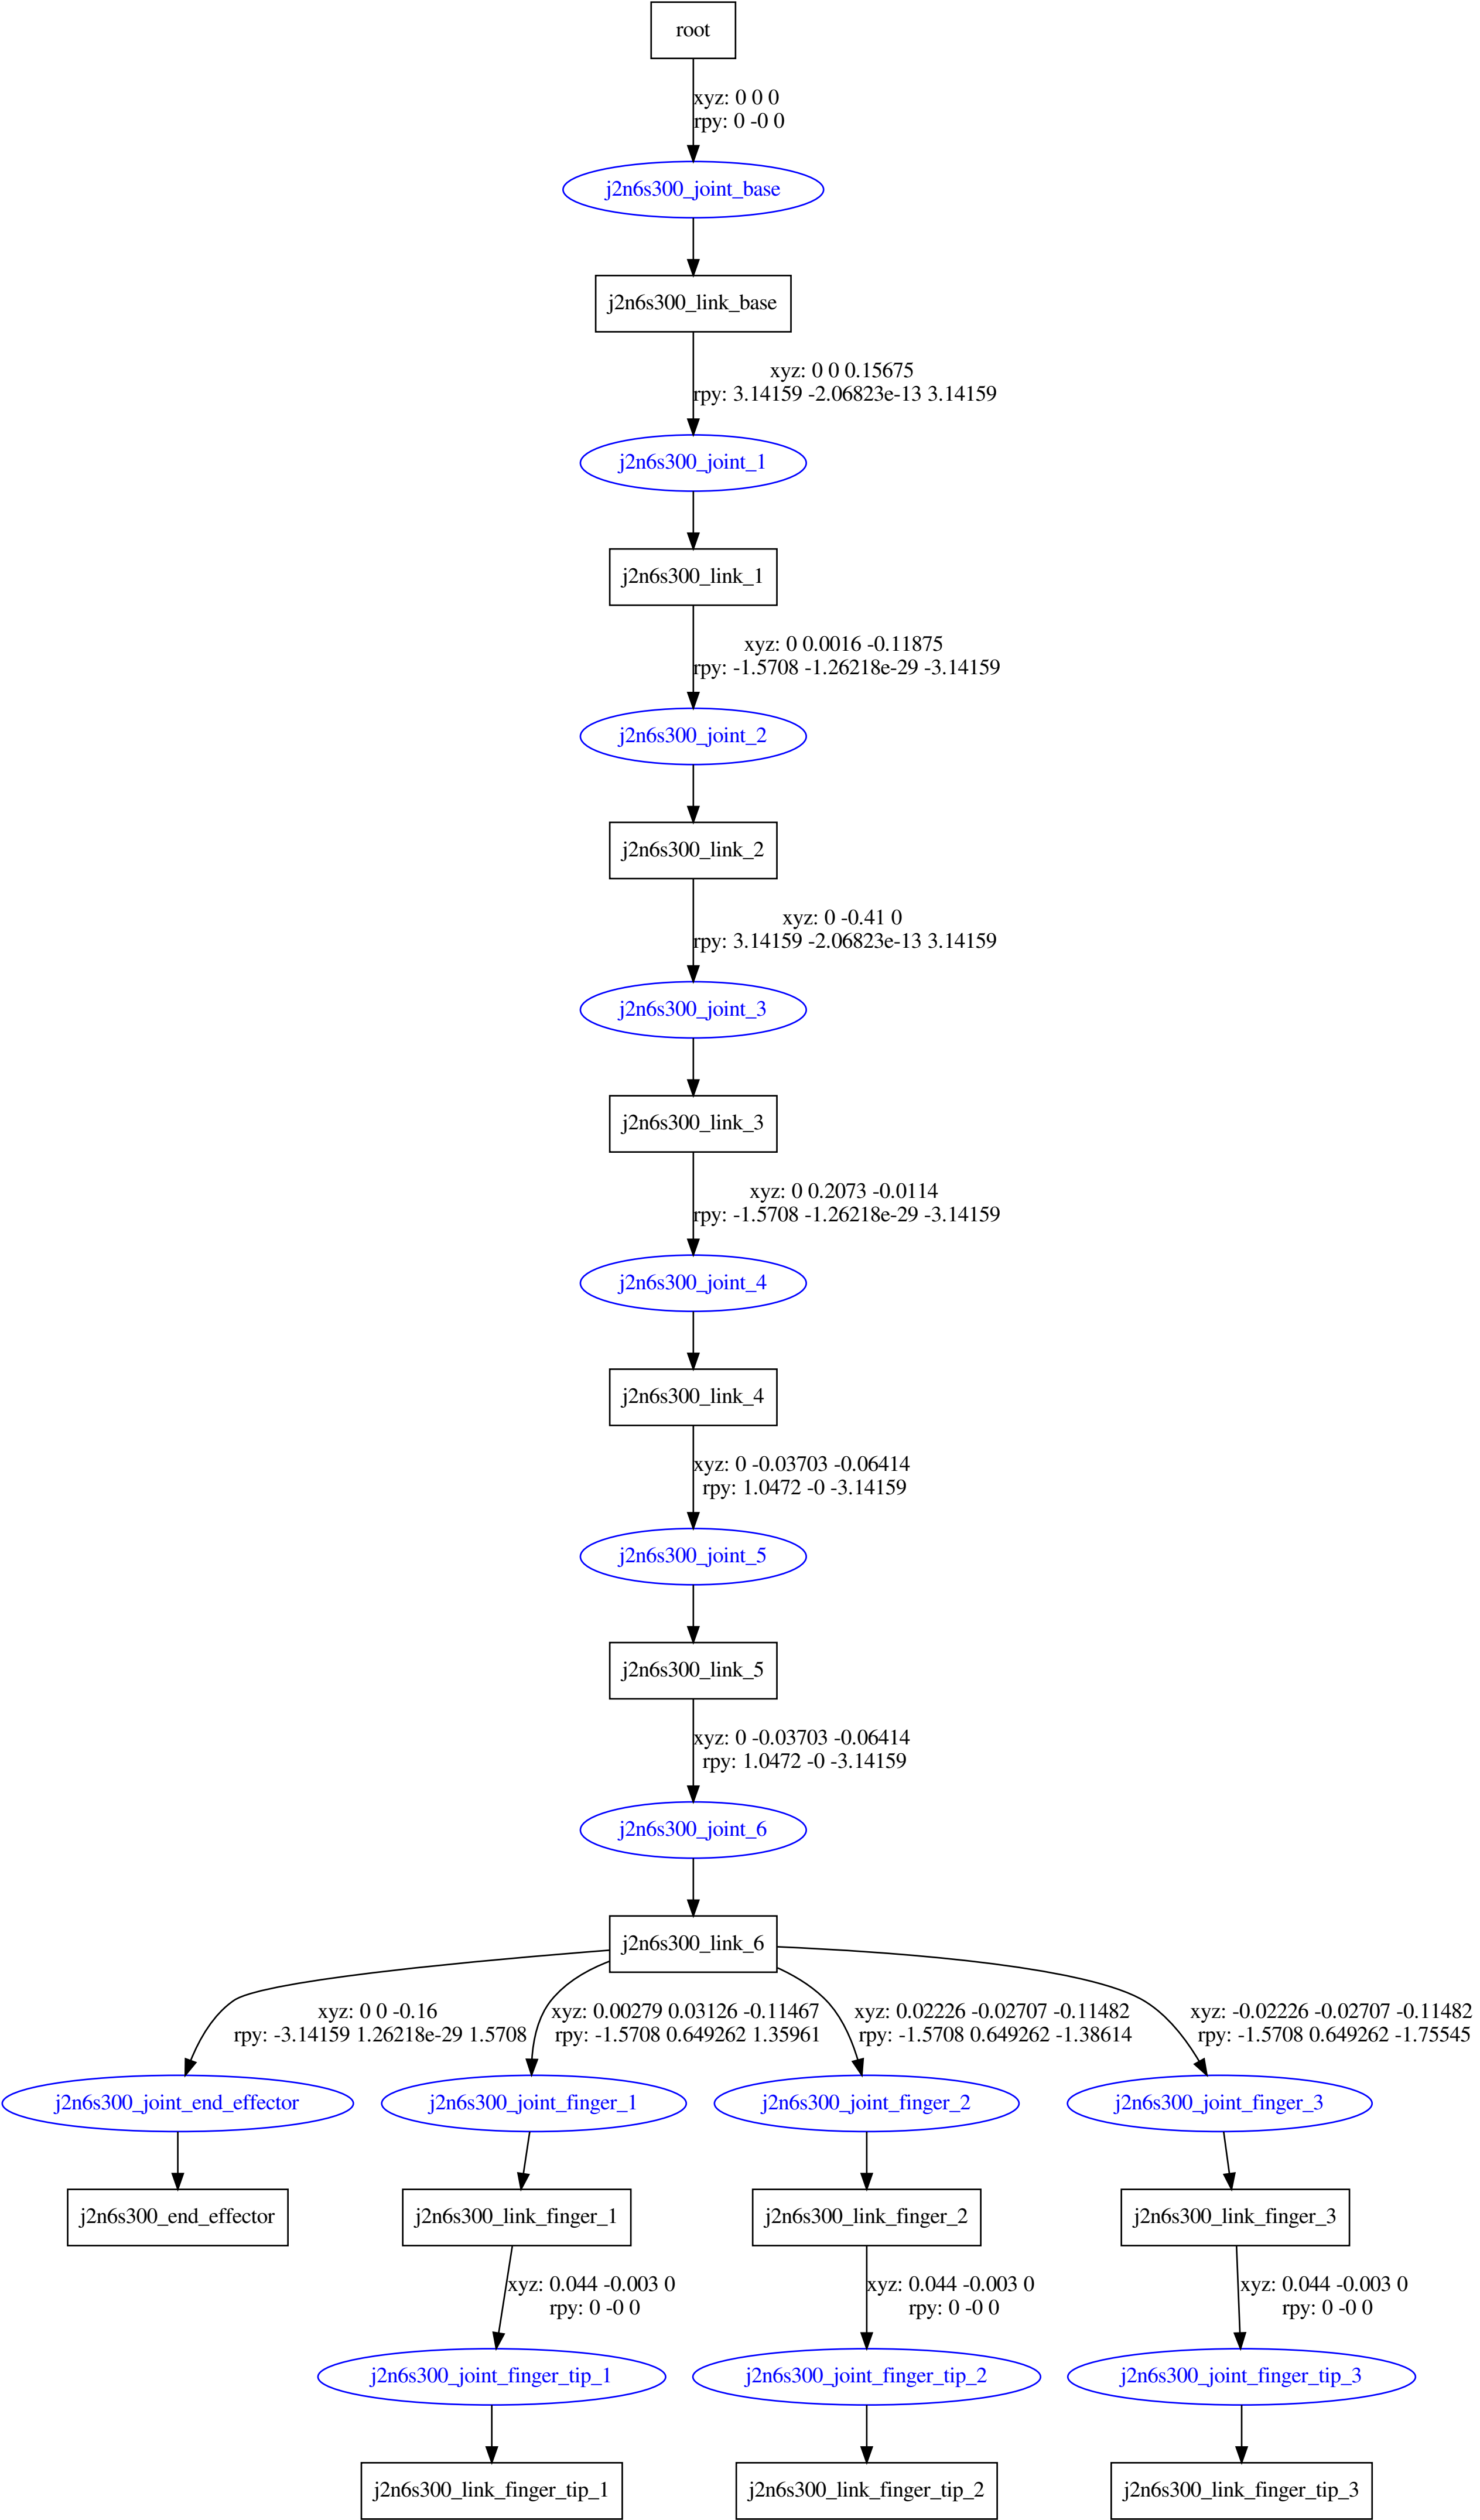 root
xyz: 0 0 0
rpy: 0 -0 0
j2n6s300_joint_base
j2n6s300_link_base
xyz: 0 0 0.15675
rpy: 3.14159 -2.06823e-13 3.14159
j2n6s300_joint_1
j2n6s300_link_1
xyz: 0 0.0016 -0.11875
rpy: -1.5708 -1.26218e-29 -3.14159
j2n6s300_joint_2
j2n6s300_link_2
xyz: 0 -0.41 0
rpy: 3.14159 -2.06823e-13 3.14159
j2n6s300_joint_3
j2n6s300_link_3
xyz: 0 0.2073 -0.0114
rpy: -1.5708 -1.26218e-29 -3.14159
j2n6s300_joint_4
j2n6s300_link_4
xyz: 0 -0.03703 -0.06414
rpy: 1.0472 -0 -3.14159
j2n6s300_joint_5
j2n6s300_link_5
xyz: 0 -0.03703 -0.06414
rpy: 1.0472 -0 -3.14159
j2n6s300_joint_6
j2n6s300_link_6
xyz: 0 0 -0.16
rpy: -3.14159 1.26218e-29 1.5708
xyz: 0.00279 0.03126 -0.11467
rpy: -1.5708 0.649262 1.35961
xyz: 0.02226 -0.02707 -0.11482
rpy: -1.5708 0.649262 -1.38614
xyz: -0.02226 -0.02707 -0.11482
rpy: -1.5708 0.649262 -1.75545
j2n6s300_joint_end_effector
j2n6s300_joint_finger_1
j2n6s300_joint_finger_2
j2n6s300_joint_finger_3
j2n6s300_end_effector
j2n6s300_link_finger_1
j2n6s300_link_finger_2
j2n6s300_link_finger_3
xyz: 0.044 -0.003 0
rpy: 0 -0 0
xyz: 0.044 -0.003 0
rpy: 0 -0 0
xyz: 0.044 -0.003 0
rpy: 0 -0 0
j2n6s300_joint_finger_tip_1
j2n6s300_joint_finger_tip_2
j2n6s300_joint_finger_tip_3
j2n6s300_link_finger_tip_1
j2n6s300_link_finger_tip_2
j2n6s300_link_finger_tip_3